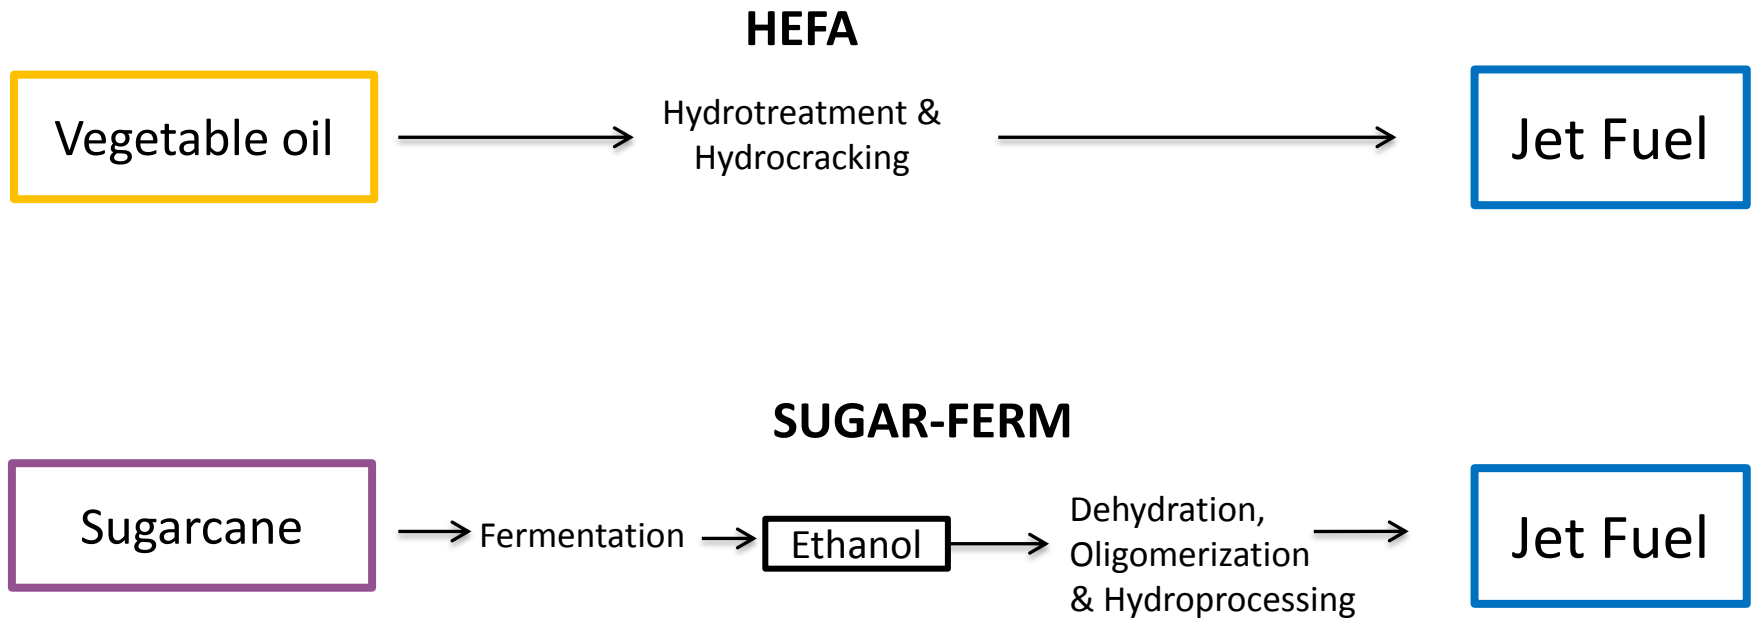 HEFA
Vegetable oil
Hydrotreatment &
Hydrocracking
Jet Fuel
SUGAR-FERM
Sugarcane
Fermentation
Ethanol
Dehydration,
Oligomerization
& Hydroprocessing
Jet Fuel